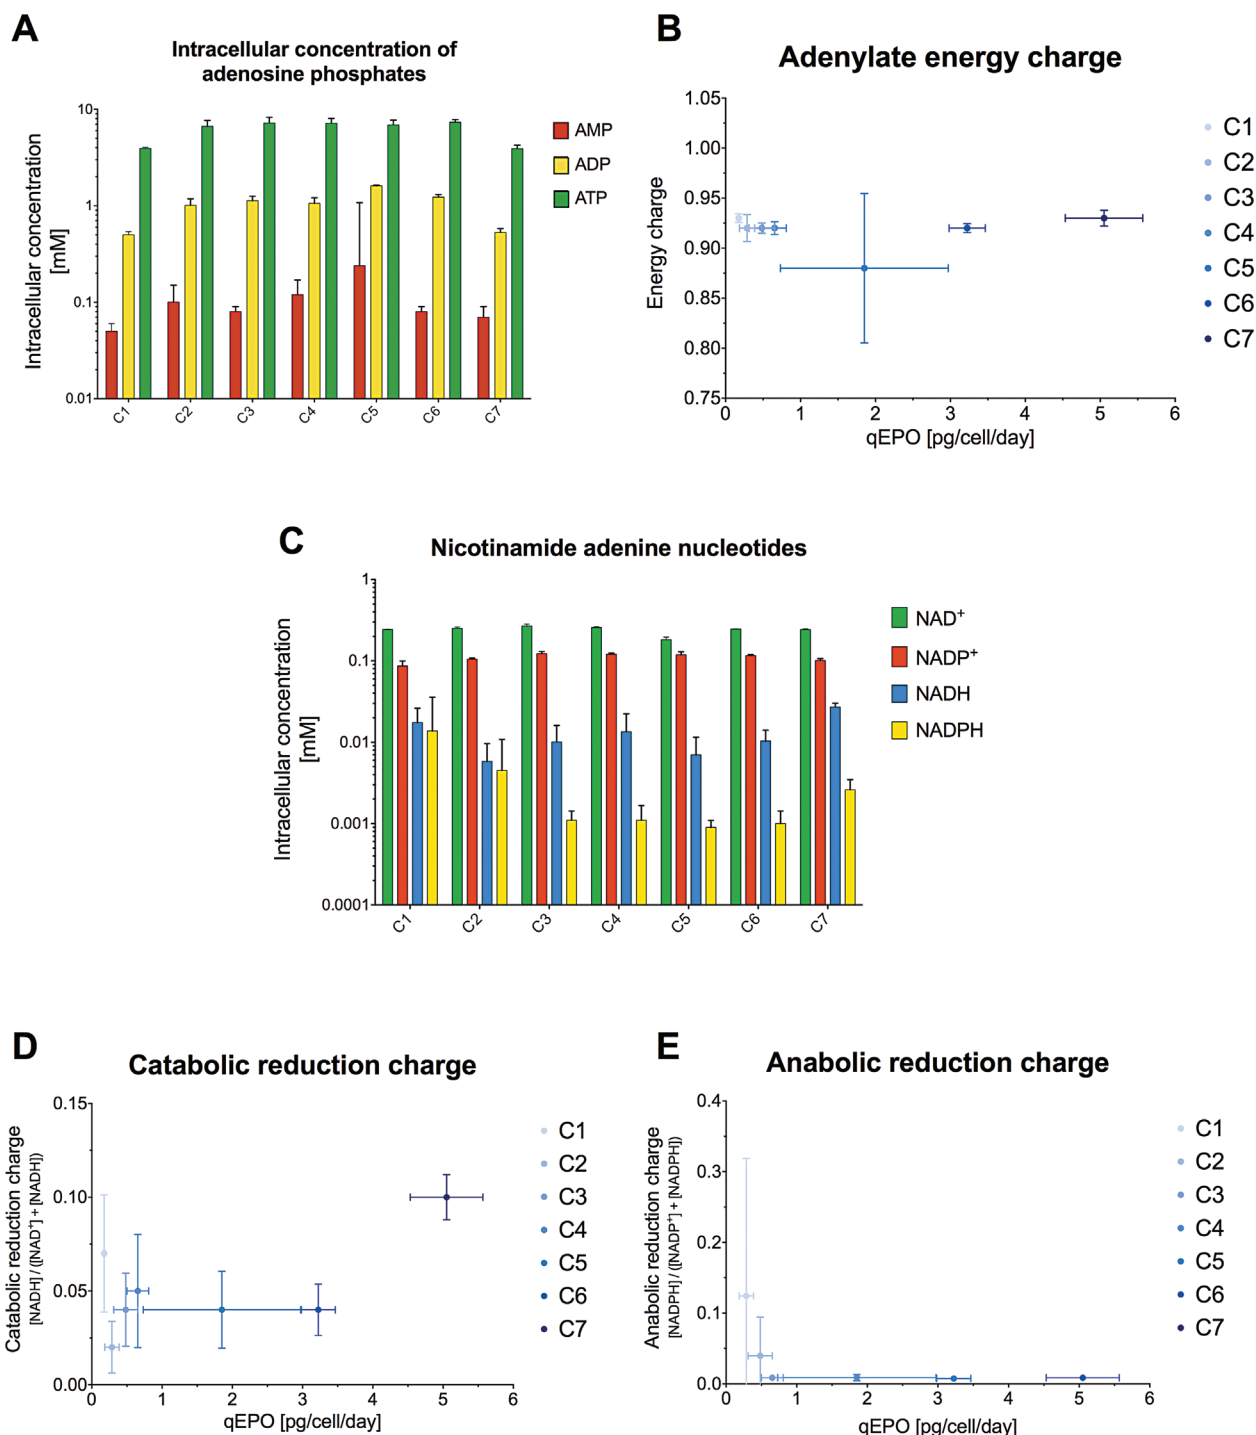 A
Intracellular concentration of
adenosine phosphates
Intracellular concentration
[mM]
10
1
0.1
0.01
C1
C2
C3
C4
C5
C6
C7
AMP
ADP
ATP
B
Adenylate energy charge
Energy charge
1.05
1.00
0.95
0.90
0.85
0.80
0.75
0
1
2
3
4
5
6
qEPO [pg/cell/day]
C1
C2
C3
C4
C5
C6
C7
C
Nicotinamide adenine nucleotides
Intracellular concentration
[mM]
1
0.1
0.01
0.001
0.0001
C1
C2
C3
C4
C5
C6
C7
NAD⁺
NADP⁺
NADH
NADPH
D
Catabolic reduction charge
Catabolic reduction charge
[NADH] / ([NAD⁺] + [NADH])
0.15
0.10
0.05
0.00
0
1
2
3
4
5
6
qEPO [pg/cell/day]
C1
C2
C3
C4
C5
C6
C7
E
Anabolic reduction charge
Anabolic reduction charge
[NADPH] / ([NADP⁺] + [NADPH])
0.4
0.3
0.2
0.1
0.0
0
1
2
3
4
5
6
qEPO [pg/cell/day]
C1
C2
C3
C4
C5
C6
C7